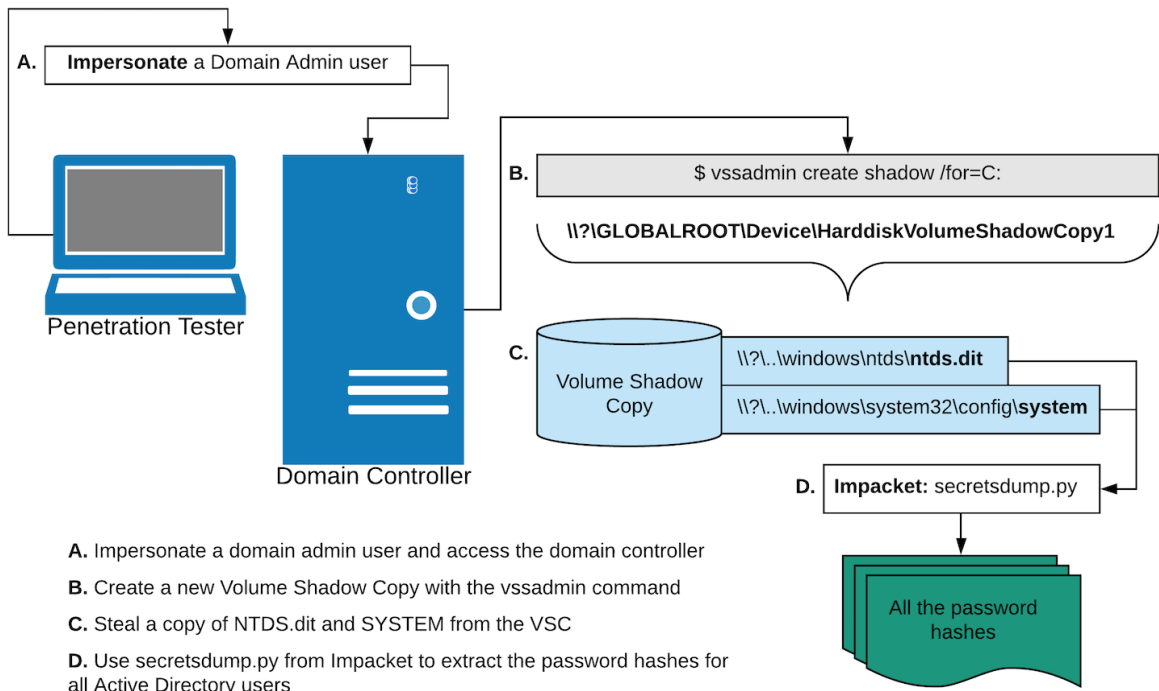 A. Impersonate a Domain Admin user
Penetration Tester
Domain Controller
B. $ vssadmin create shadow /for=C:
\\?\GLOBALROOT\Device\HarddiskVolumeShadowCopy1
C. Volume Shadow
Copy
\\?\..\windows\ntds\ntds.dit
\\?\..\windows\system32\config\system
D. Impacket: secretsdump.py
All the password
hashes
A. Impersonate a domain admin user and access the domain controller
B. Create a new Volume Shadow Copy with the vssadmin command
C. Steal a copy of NTDS.dit and SYSTEM from the VSC
D. Use secretsdump.py from Impacket to extract the password hashes for
all Active Directory users